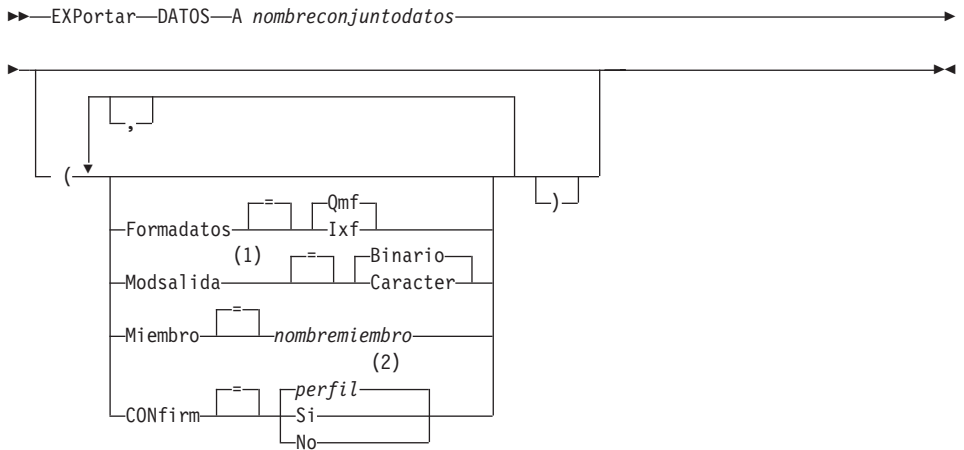 EXPortar DATOS A nombreconjuntodatos
,
(
)
Formadatos = Qmf
Ixf
(1)
Modsalida = Binario
Caracter
Miembro = nombremiembro
(2)
CONfirm = perfil
Si
No